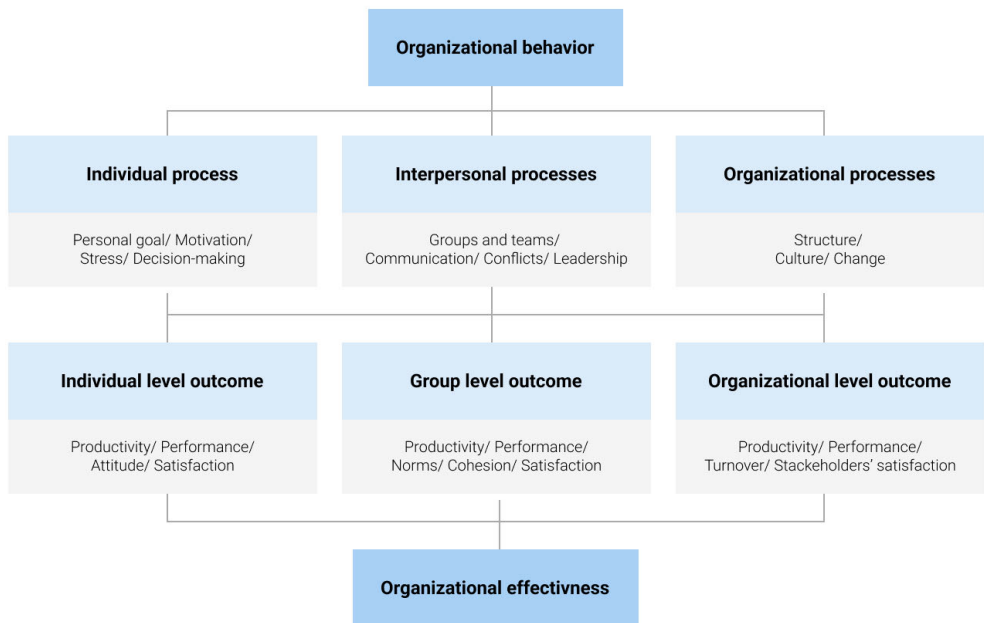 Organizational behavior
Individual process
Personal goal/ Motivation/
Stress/ Decision-making
Interpersonal processes
Groups and teams/
Communication/ Conflicts/ Leadership
Organizational processes
Structure/
Culture/ Change
Individual level outcome
Productivity/ Performance/
Attitude/ Satisfaction
Group level outcome
Productivity/ Performance/
Norms/ Cohesion/ Satisfaction
Organizational level outcome
Productivity/ Performance/
Turnover/ Stackeholders’ satisfaction
Organizational effectivness